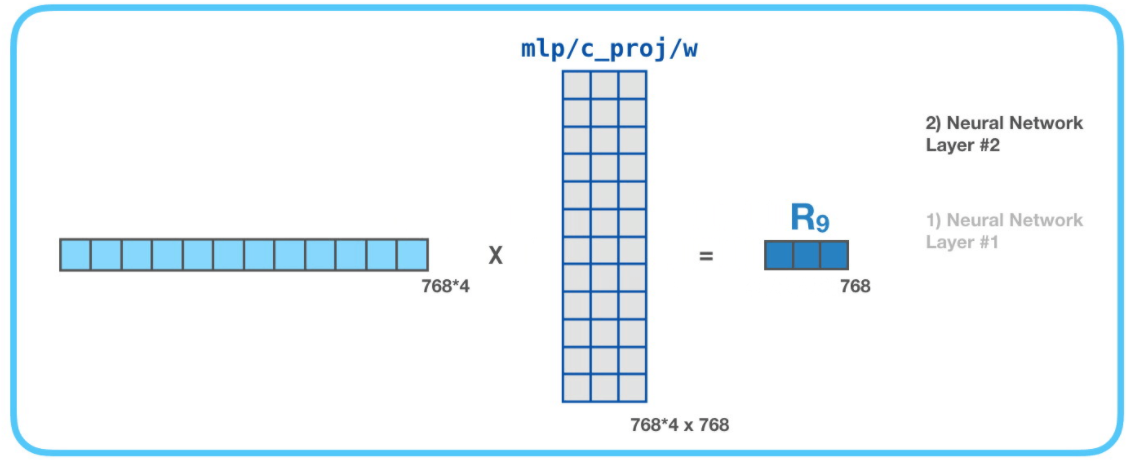 mlp/c_proj/w
2) Neural Network
Layer #2
R9
1) Neural Network
Layer #1
X
=
768*4
768
768*4 x 768